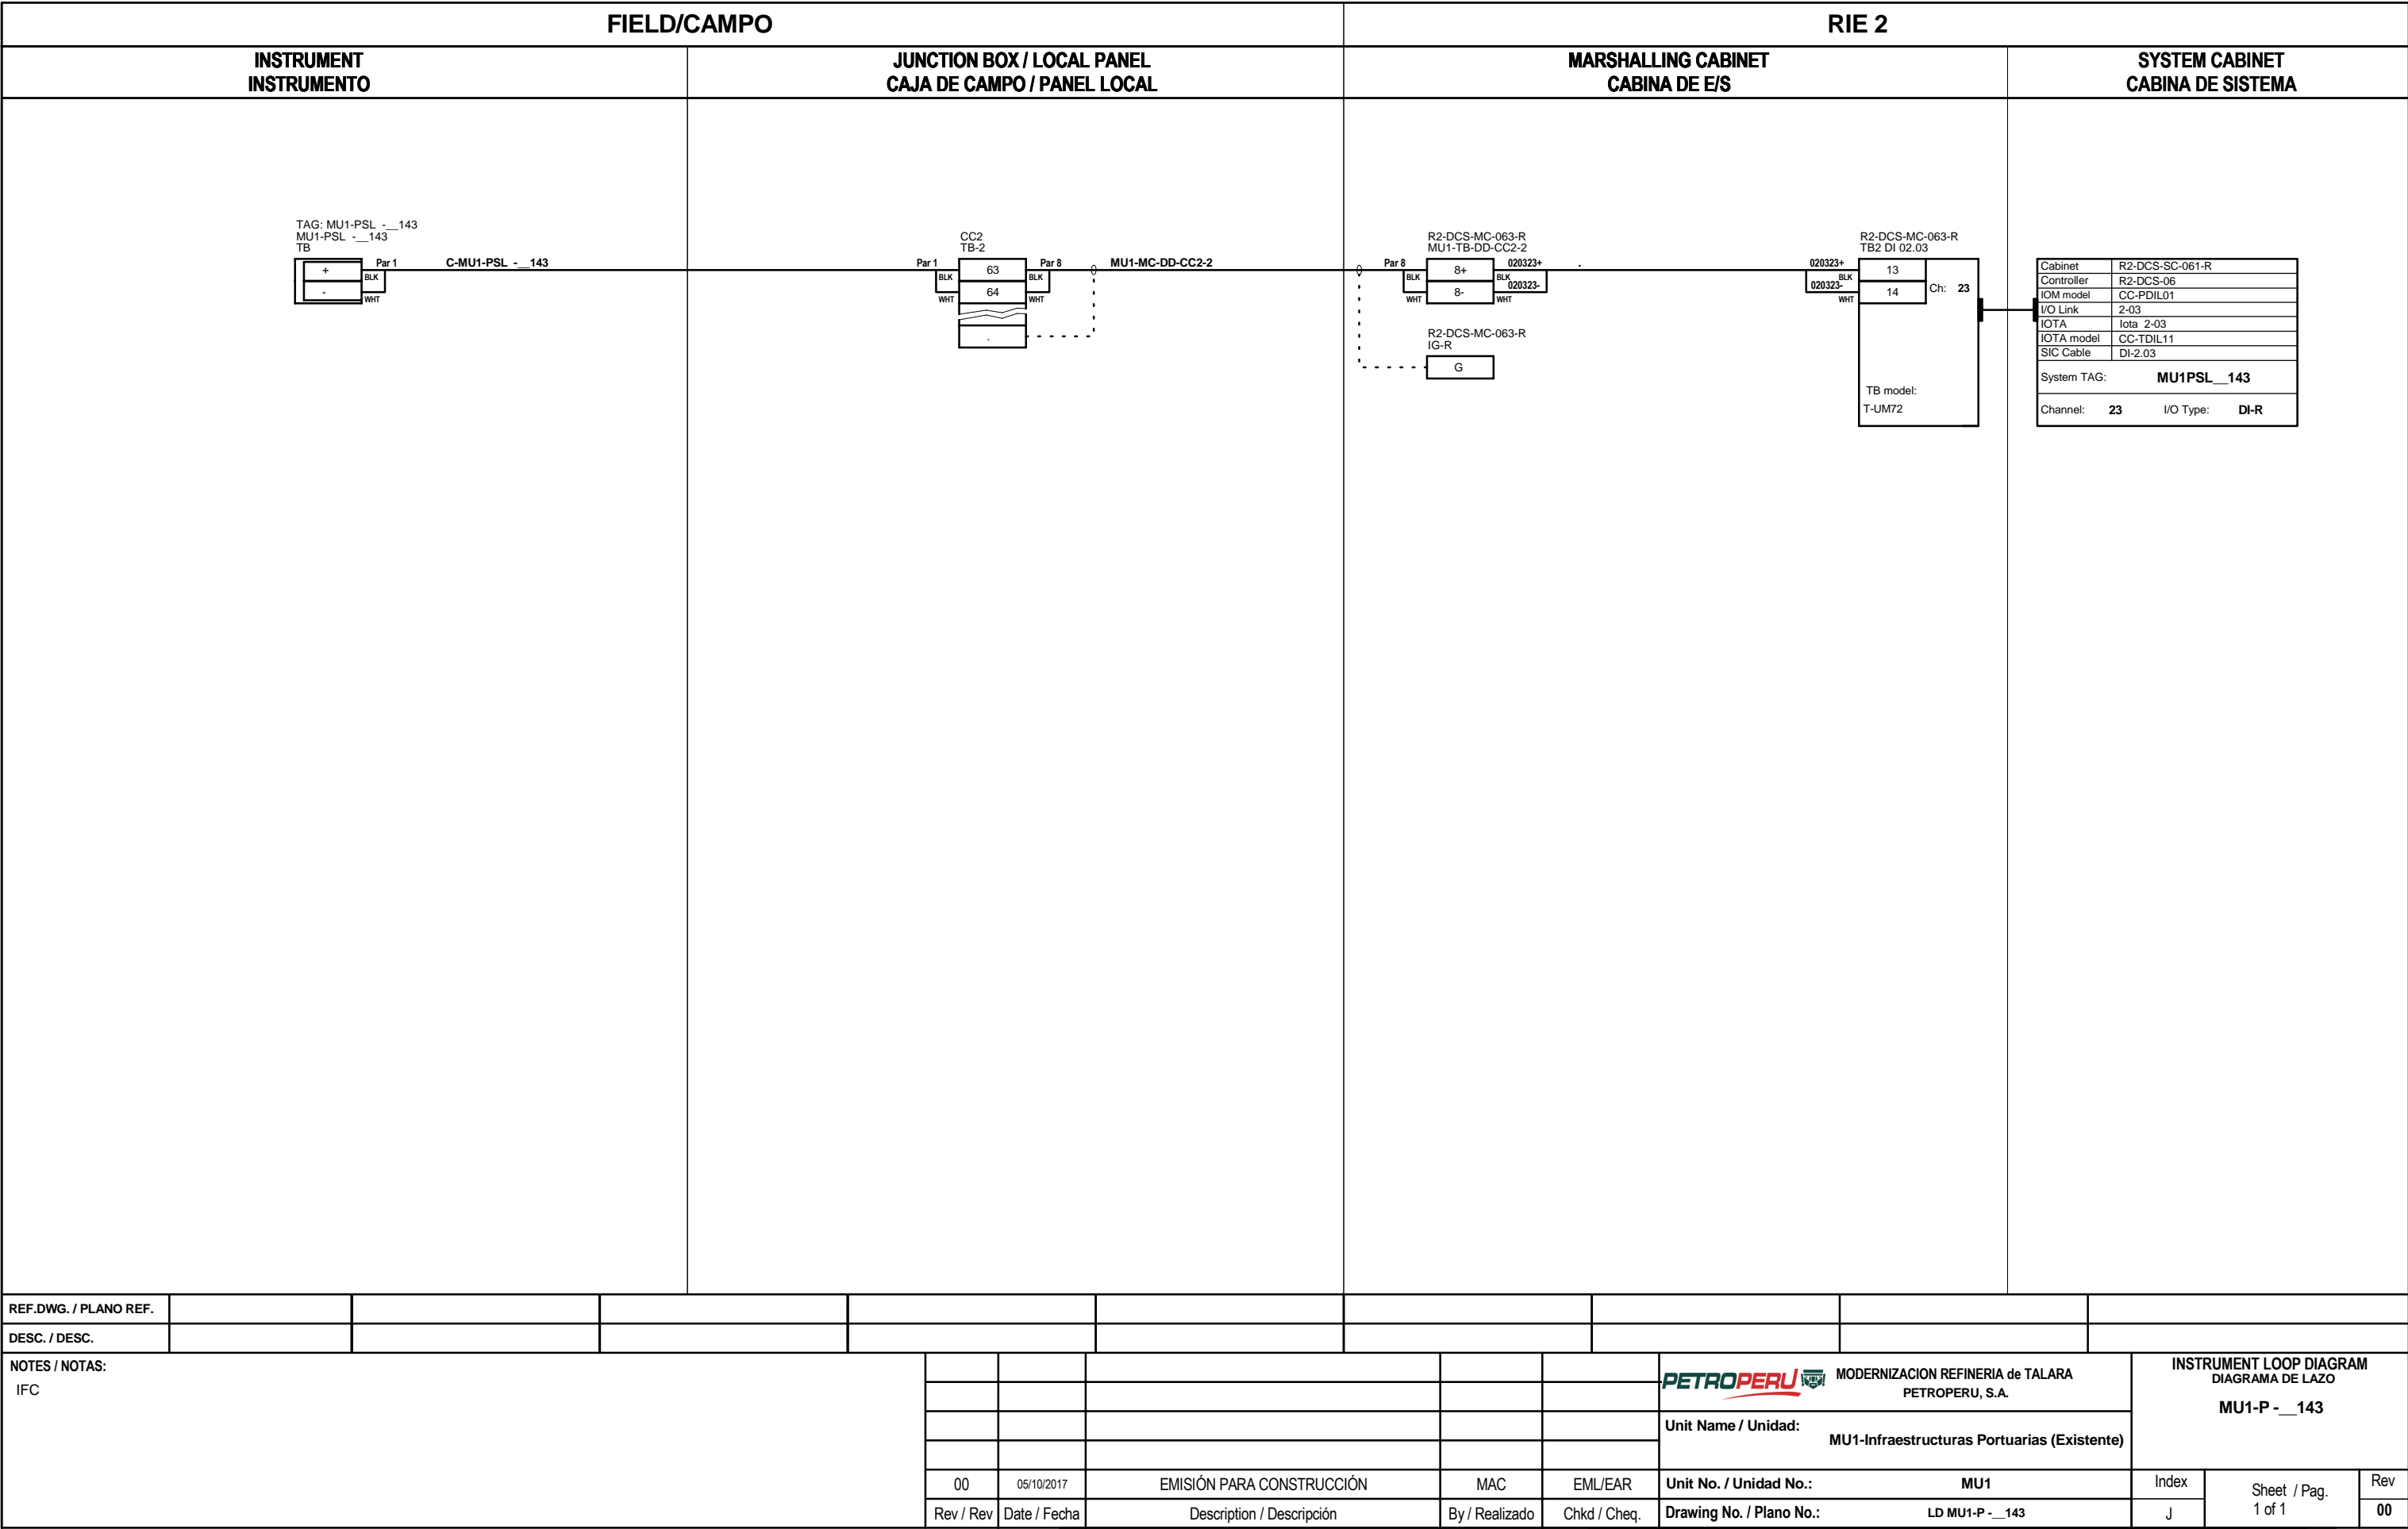 FIELD/CAMPO
RIE 2
INSTRUMENT
INSTRUMENTO
JUNCTION BOX / LOCAL PANEL
CAJA DE CAMPO / PANEL LOCAL
MARSHALLING CABINET
CABINA DE E/S
SYSTEM CABINET
CABINA DE SISTEMA
TAG: MU1-PSL -__143
MU1-PSL -__143
TB
+
-
Par 1
BLK
WHT
C-MU1-PSL -__143
CC2
TB-2
Par 1
BLK
WHT
63
64
.
Par 8
BLK
WHT
MU1-MC-DD-CC2-2
R2-DCS-MC-063-R
MU1-TB-DD-CC2-2
Par 8
BLK
WHT
8+
8-
020323+
BLK
020323-
WHT
.
R2-DCS-MC-063-R
IG-R
G
R2-DCS-MC-063-R
TB2 DI 02.03
020323+
BLK
020323-
WHT
13
14
Ch: 23
TB model:
T-UM72
Cabinet R2-DCS-SC-061-R
Controller R2-DCS-06
IOM model CC-PDIL01
I/O Link 2-03
IOTA Iota 2-03
IOTA model CC-TDIL11
SIC Cable DI-2.03
System TAG: MU1PSL__143
Channel: 23 I/O Type: DI-R
REF.DWG. / PLANO REF.
DESC. / DESC.
NOTES / NOTAS:
IFC
00 05/10/2017 EMISIÓN PARA CONSTRUCCIÓN MAC EML/EAR
Rev / Rev Date / Fecha Description / Descripción By / Realizado Chkd / Cheq.
PETROPERU
MODERNIZACION REFINERIA de TALARA
PETROPERU, S.A.
Unit Name / Unidad:
MU1-Infraestructuras Portuarias (Existente)
Unit No. / Unidad No.: MU1
Drawing No. / Plano No.: LD MU1-P -__143
INSTRUMENT LOOP DIAGRAM
DIAGRAMA DE LAZO
MU1-P -__143
Index
J
Sheet / Pag.
1 of 1
Rev
00